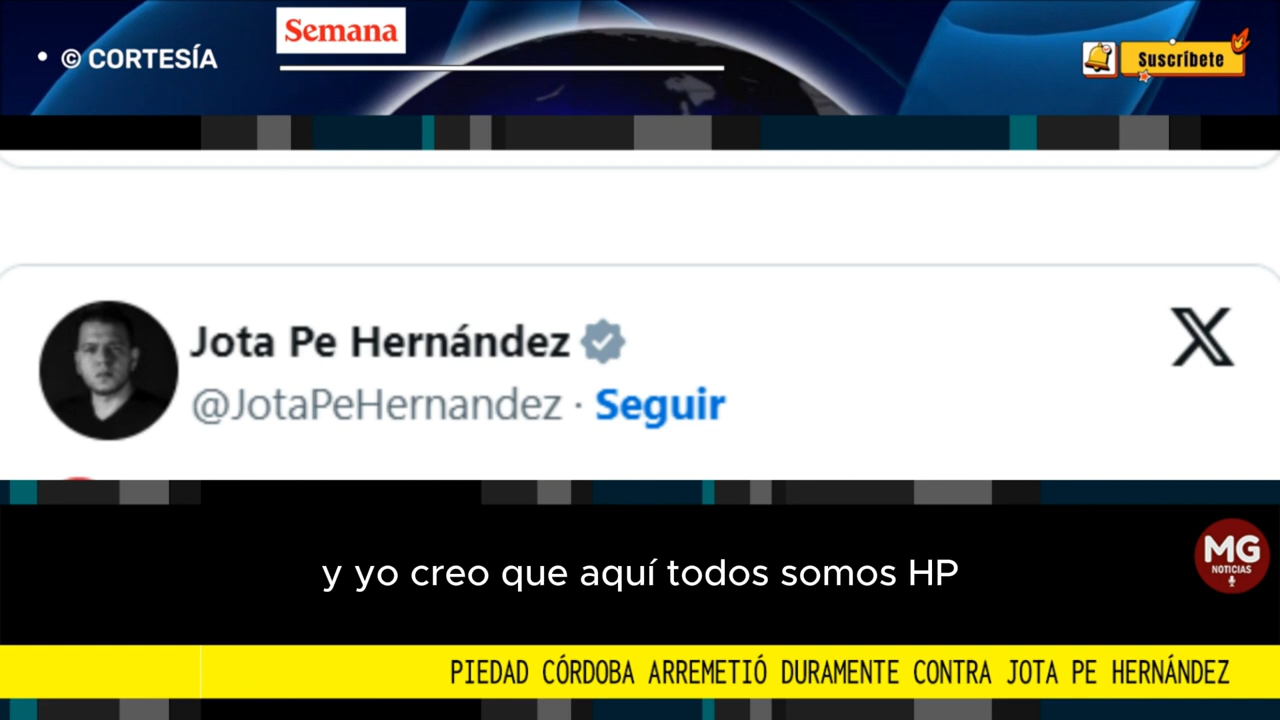 Semana
• © CORTESÍA
Suscríbete
Jota Pe Hernández
@JotaPeHernandez · Seguir
y yo creo que aquí todos somos HP
MG
NOTICIAS
PIEDAD CÓRDOBA ARREMETIÓ DURAMENTE CONTRA JOTA PE HERNÁNDEZ